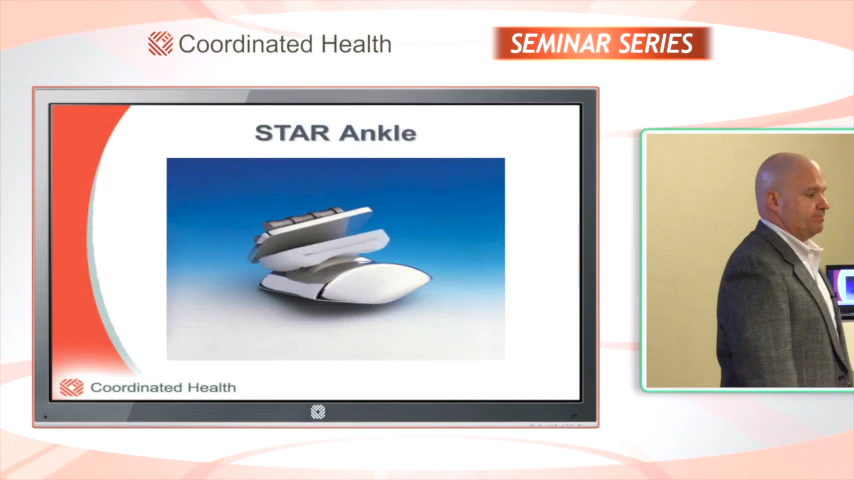 Coordinated Health
SEMINAR SERIES
STAR Ankle
Coordinated Health